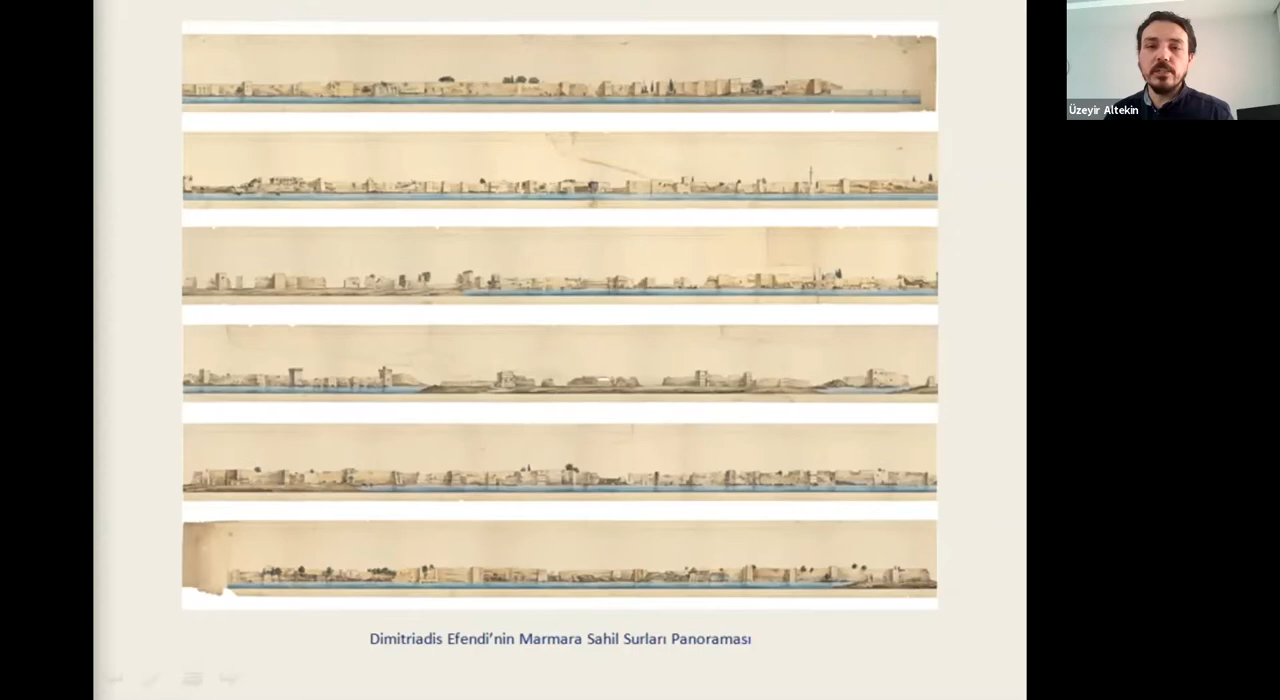 Üzeyir Altekin
Dimitriadis Efendi’nin Marmara Sahil Surları Panoraması